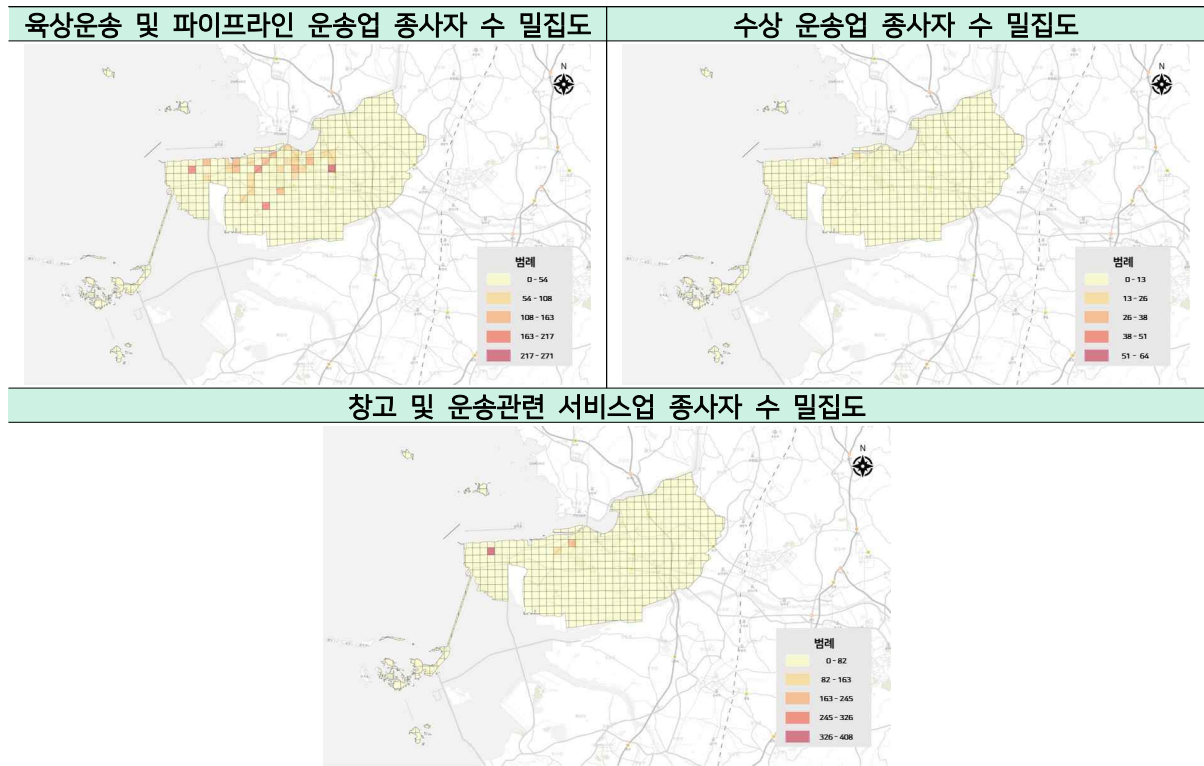 육상운송 및 파이프라인 운송업 종사자 수 밀집도
수상 운송업 종사자 수 밀집도
N
범례
0 - 54
54 - 108
108 - 163
163 - 217
217 - 271
N
범례
0 - 13
13 - 26
26 - 38
38 - 51
51 - 64
창고 및 운송관련 서비스업 종사자 수 밀집도
N
범례
0 - 82
82 - 163
163 - 245
245 - 326
326 - 408